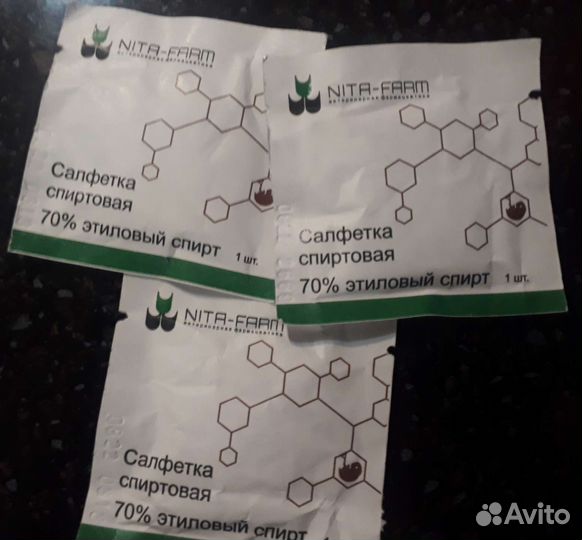 NITA-FARM
ветеринарная фармацевтика
Салфетка
спиртовая
70% этиловый спирт 1 шт.
NITA-FARM
ветеринарная фармацевтика
Салфетка
спиртовая
70% этиловый спирт 1 шт.
NITA-FARM
ветеринарная фармацевтика
0822
Салфетка
спиртовая
70% этиловый спирт
Avito